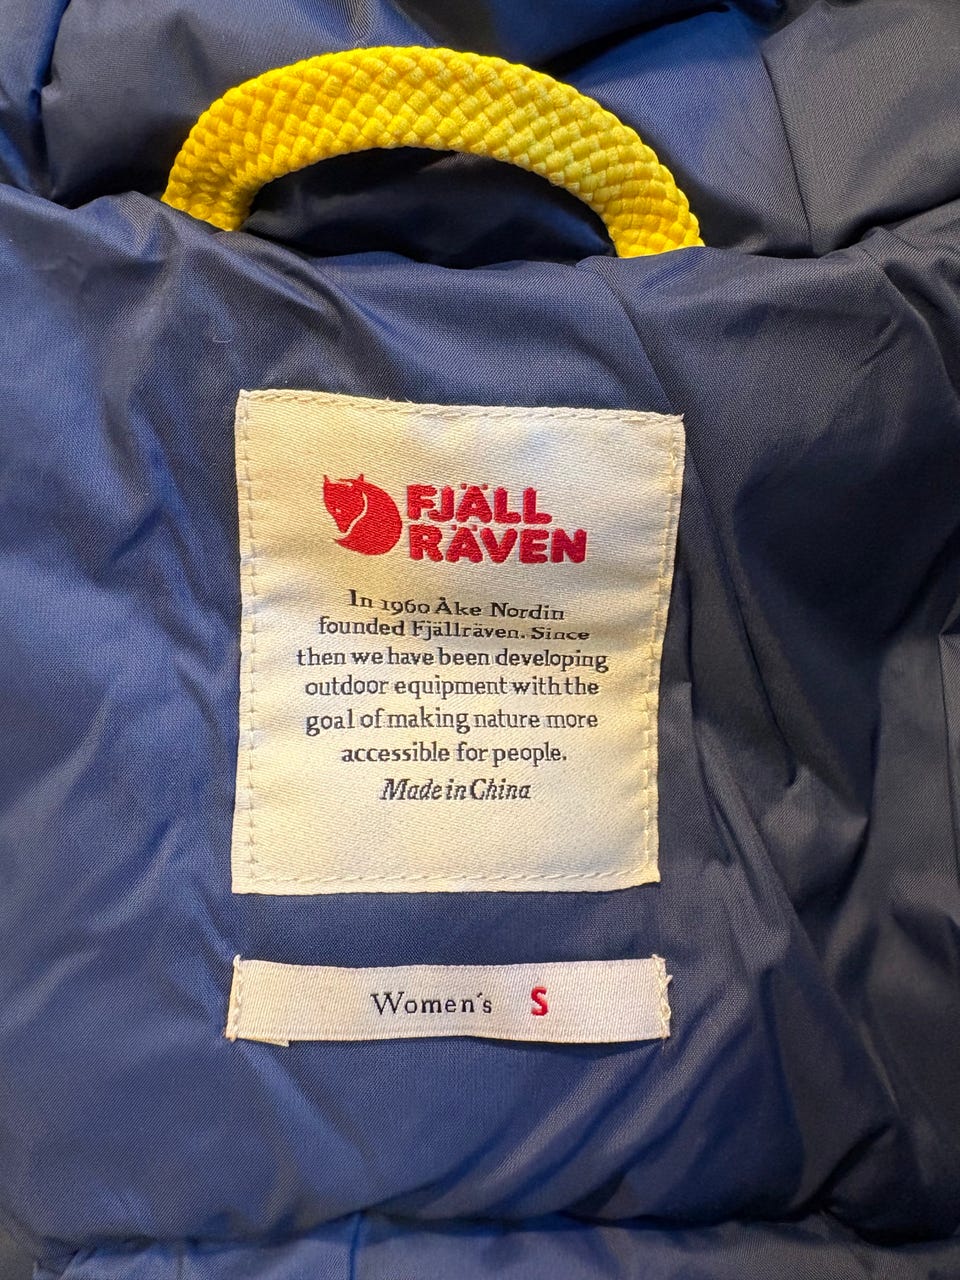 FJÄLL
RÄVEN
In 1960 Åke Nordin
founded Fjällräven. Since
then we have been developing
outdoor equipment with the
goal of making nature more
accessible for people.
Made in China
Women's S